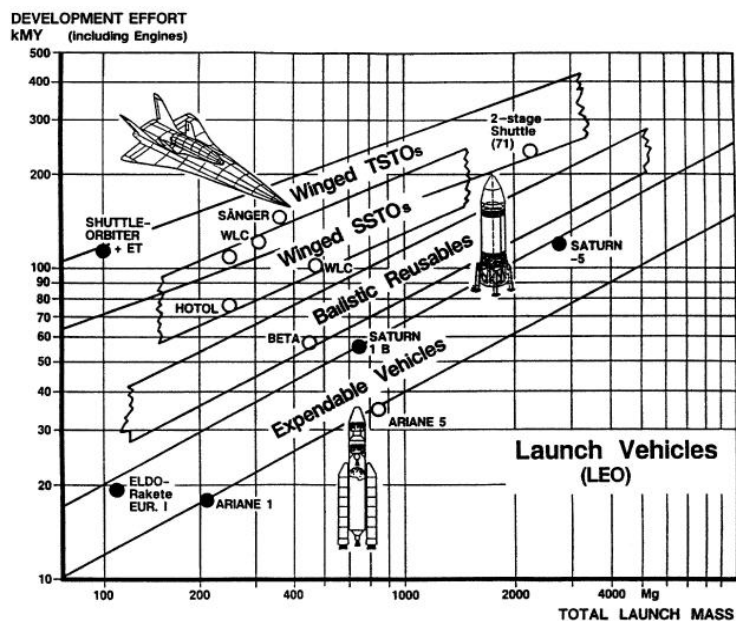 DEVELOPMENT EFFORT
kMY (including Engines)
500
400
300
200
100
90
80
70
60
50
40
30
20
10
2-stage
Shuttle
(71)
Winged TSTOs
SÄNGER
SHUTTLE-
ORBITER
+ ET
WLC
Winged SSTOs
WLC
SATURN
-5
HOTOL
Ballistic Reusables
BETA
SATURN
1 B
Expendable Vehicles
ARIANE 5
Launch Vehicles
(LEO)
ELDO-
Rakete
EUR. I
ARIANE 1
100 200 400 1000 2000 4000 Mg
TOTAL LAUNCH MASS